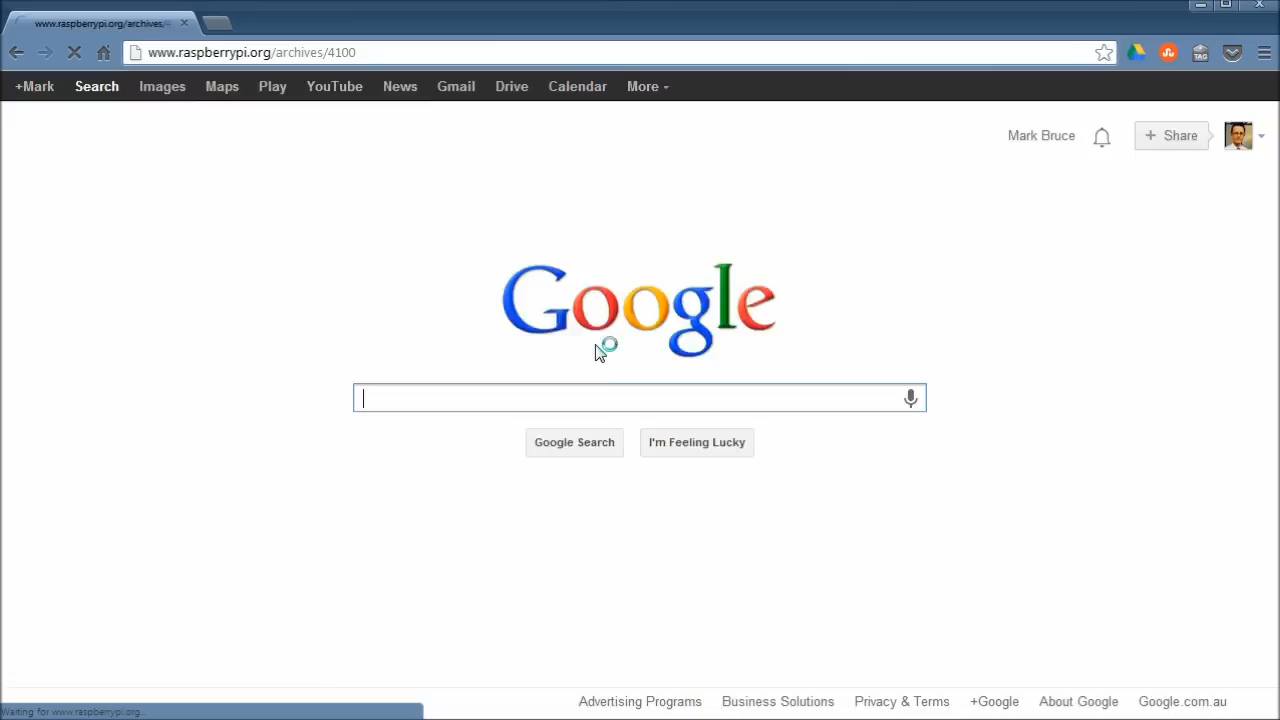 www.raspberrypi.org/archives/4
www.raspberrypi.org/archives/4100
TAG
+Mark Search Images Maps Play YouTube News Gmail Drive Calendar More
Mark Bruce + Share
Google
Google Search I'm Feeling Lucky
Advertising Programs Business Solutions Privacy & Terms +Google About Google Google.com.au
Waiting for www.raspberrypi.org...